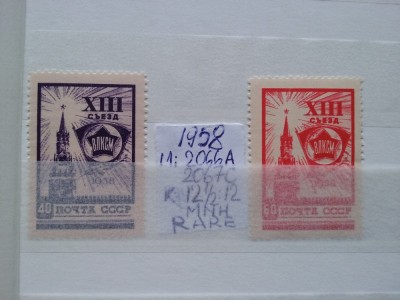 XIII
СЪЕЗД
ВЛКСМ
40 ПОЧТА СССР
1958
Mi: 2066A
2067C
K 12½:12
MNH
RARE
XIII
СЪЕЗД
ВЛКСМ
60 ПОЧТА СССР